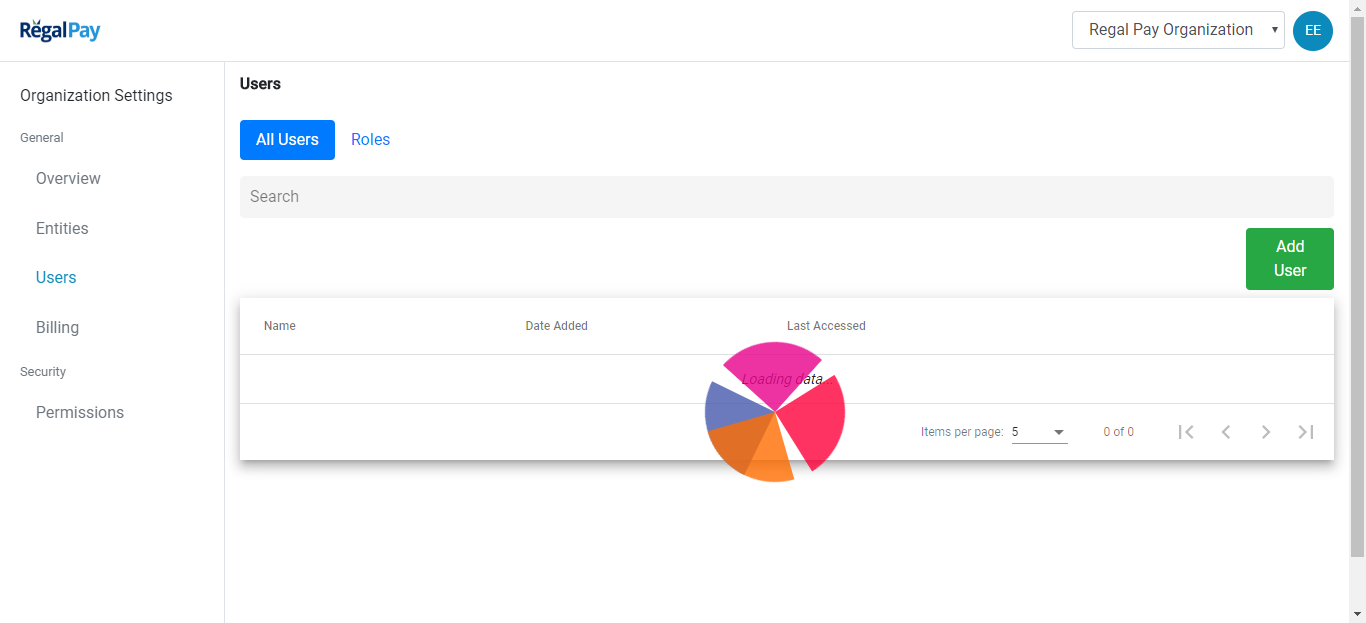 RegalPay
Regal Pay Organization
EE
Organization Settings
General
Overview
Entities
Users
Billing
Security
Permissions
Users
All Users
Roles
Search
Add
User
Name
Date Added
Last Accessed
Loading data...
Items per page:
5
0 of 0